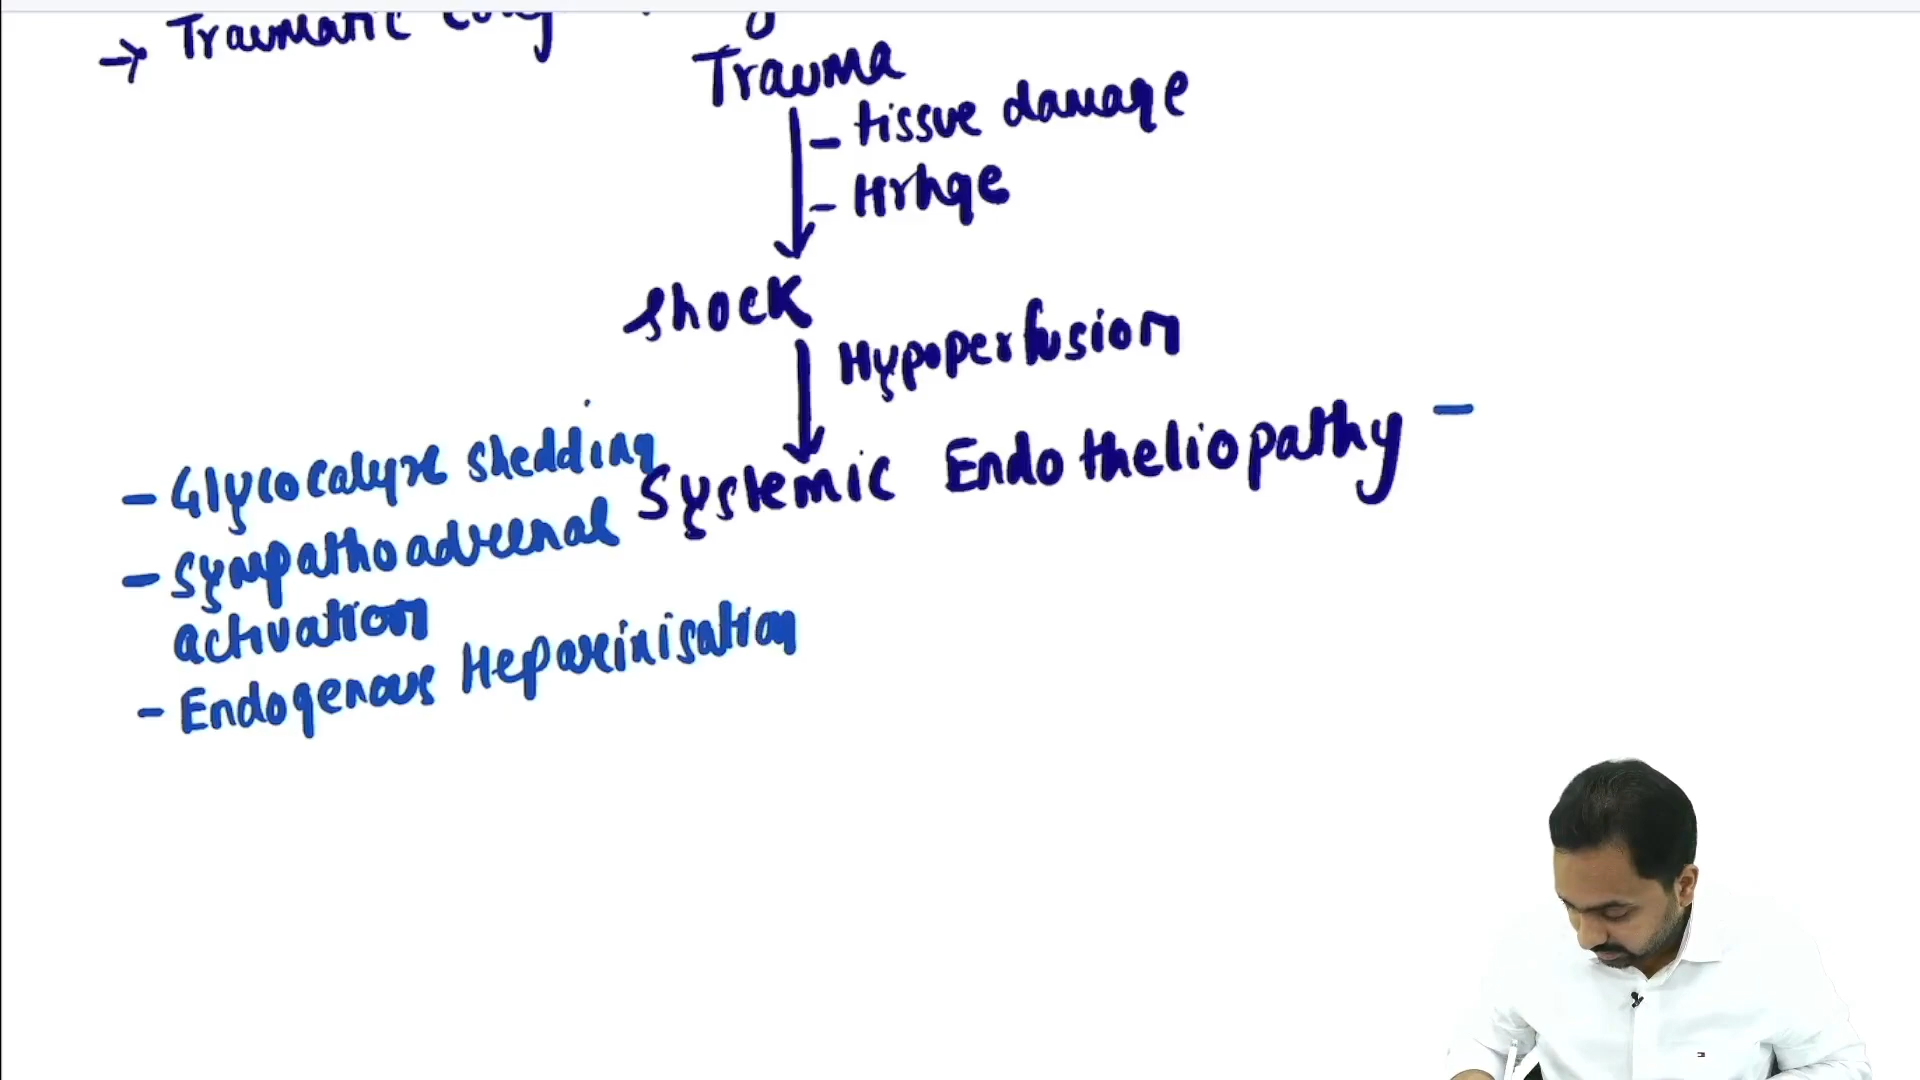 → Traumatic
Trauma
- tissue damage
- Hrhge
Shock
Hypoperfusion
Systemic Endotheliopathy -
- Glycocalyx shedding
- Sympathoadrenal
activation
- Endogenous Heparinisation